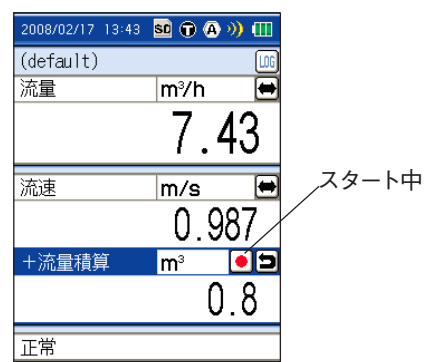 2008/02/17 13:43 SD T A
(default) LOG
流量 m³/h
7.43
流速 m/s
スタート中
0.987
+流量積算 m³
0.8
正常